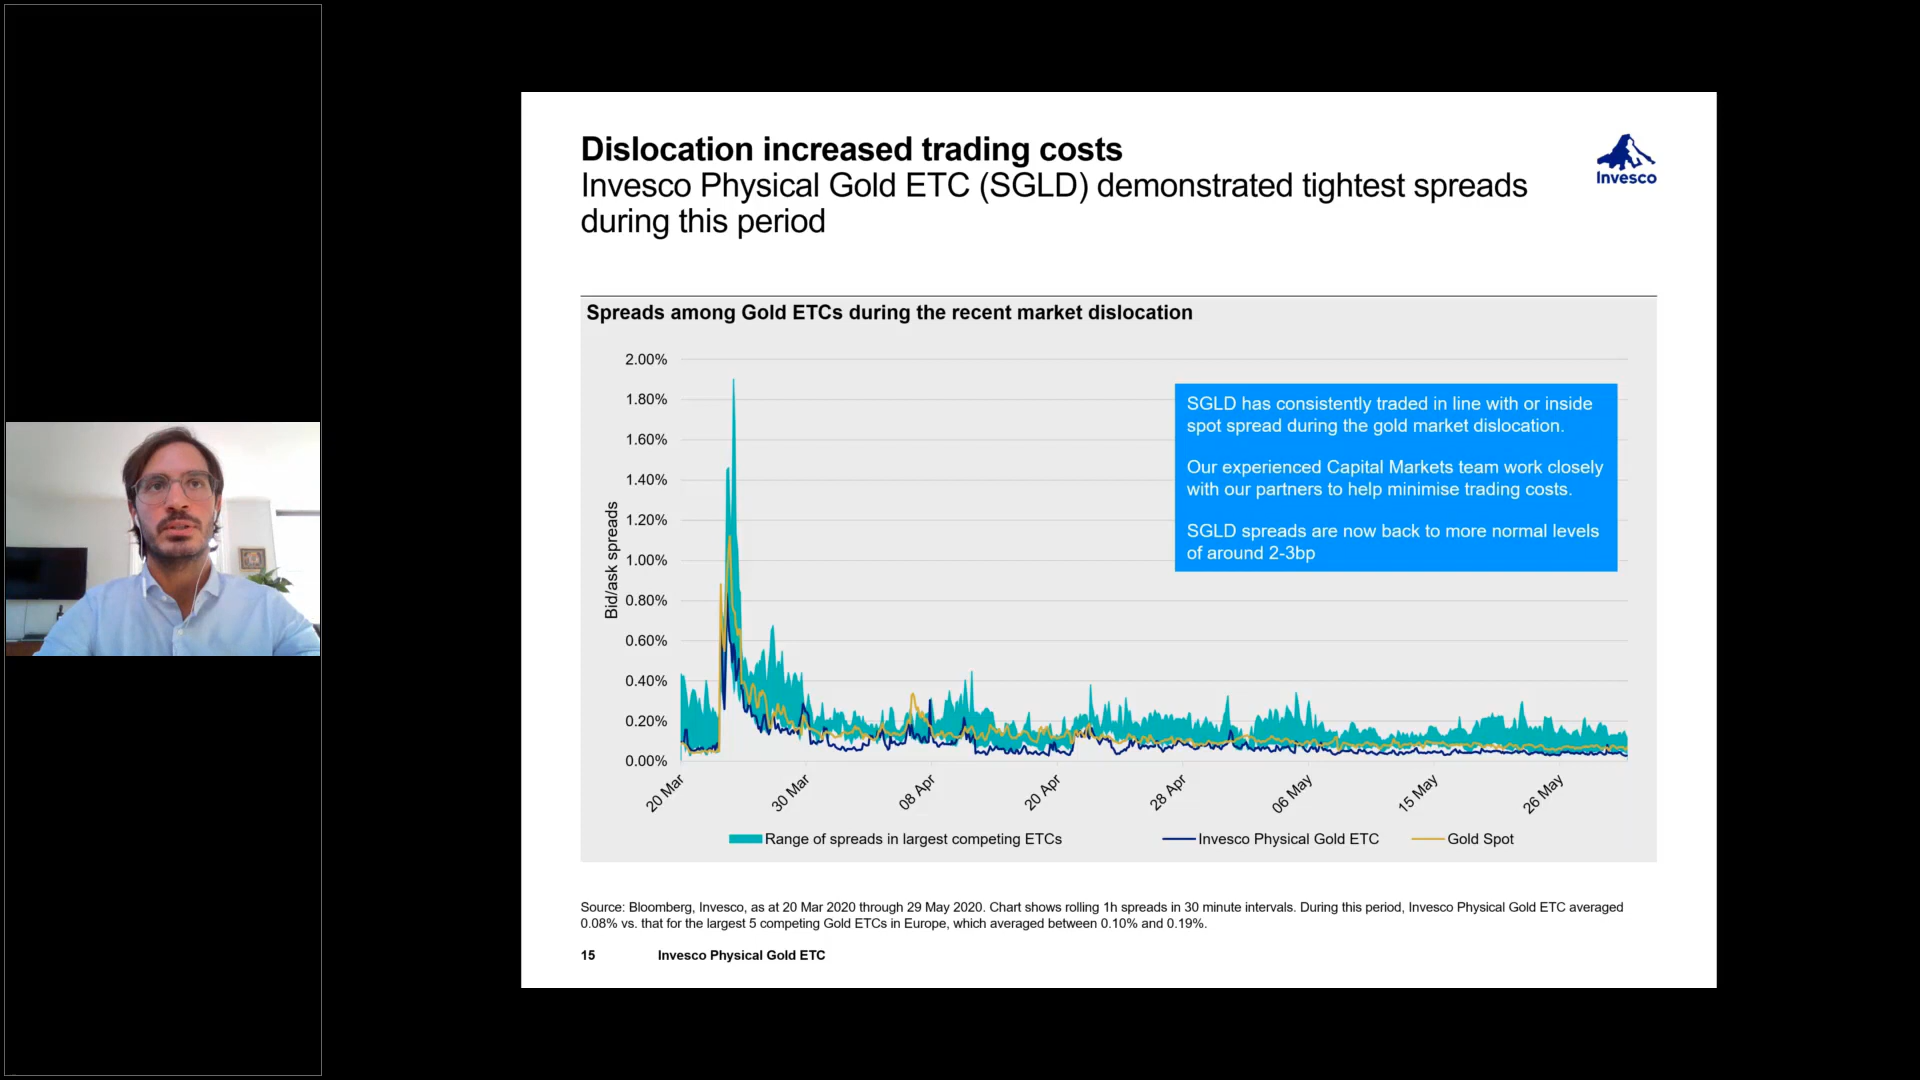 Dislocation increased trading costs
Invesco Physical Gold ETC (SGLD) demonstrated tightest spreads
during this period
Invesco
Spreads among Gold ETCs during the recent market dislocation
2.00%
1.80%
1.60%
1.40%
1.20%
1.00%
0.80%
0.60%
0.40%
0.20%
0.00%
Bid/ask spreads
SGLD has consistently traded in line with or inside
spot spread during the gold market dislocation.
Our experienced Capital Markets team work closely
with our partners to help minimise trading costs.
SGLD spreads are now back to more normal levels
of around 2-3bp
20 Mar
30 Mar
08 Apr
20 Apr
28 Apr
06 May
15 May
26 May
Range of spreads in largest competing ETCs
Invesco Physical Gold ETC
Gold Spot
Source: Bloomberg, Invesco, as at 20 Mar 2020 through 29 May 2020. Chart shows rolling 1h spreads in 30 minute intervals. During this period, Invesco Physical Gold ETC averaged
0.08% vs. that for the largest 5 competing Gold ETCs in Europe, which averaged between 0.10% and 0.19%.
15 Invesco Physical Gold ETC